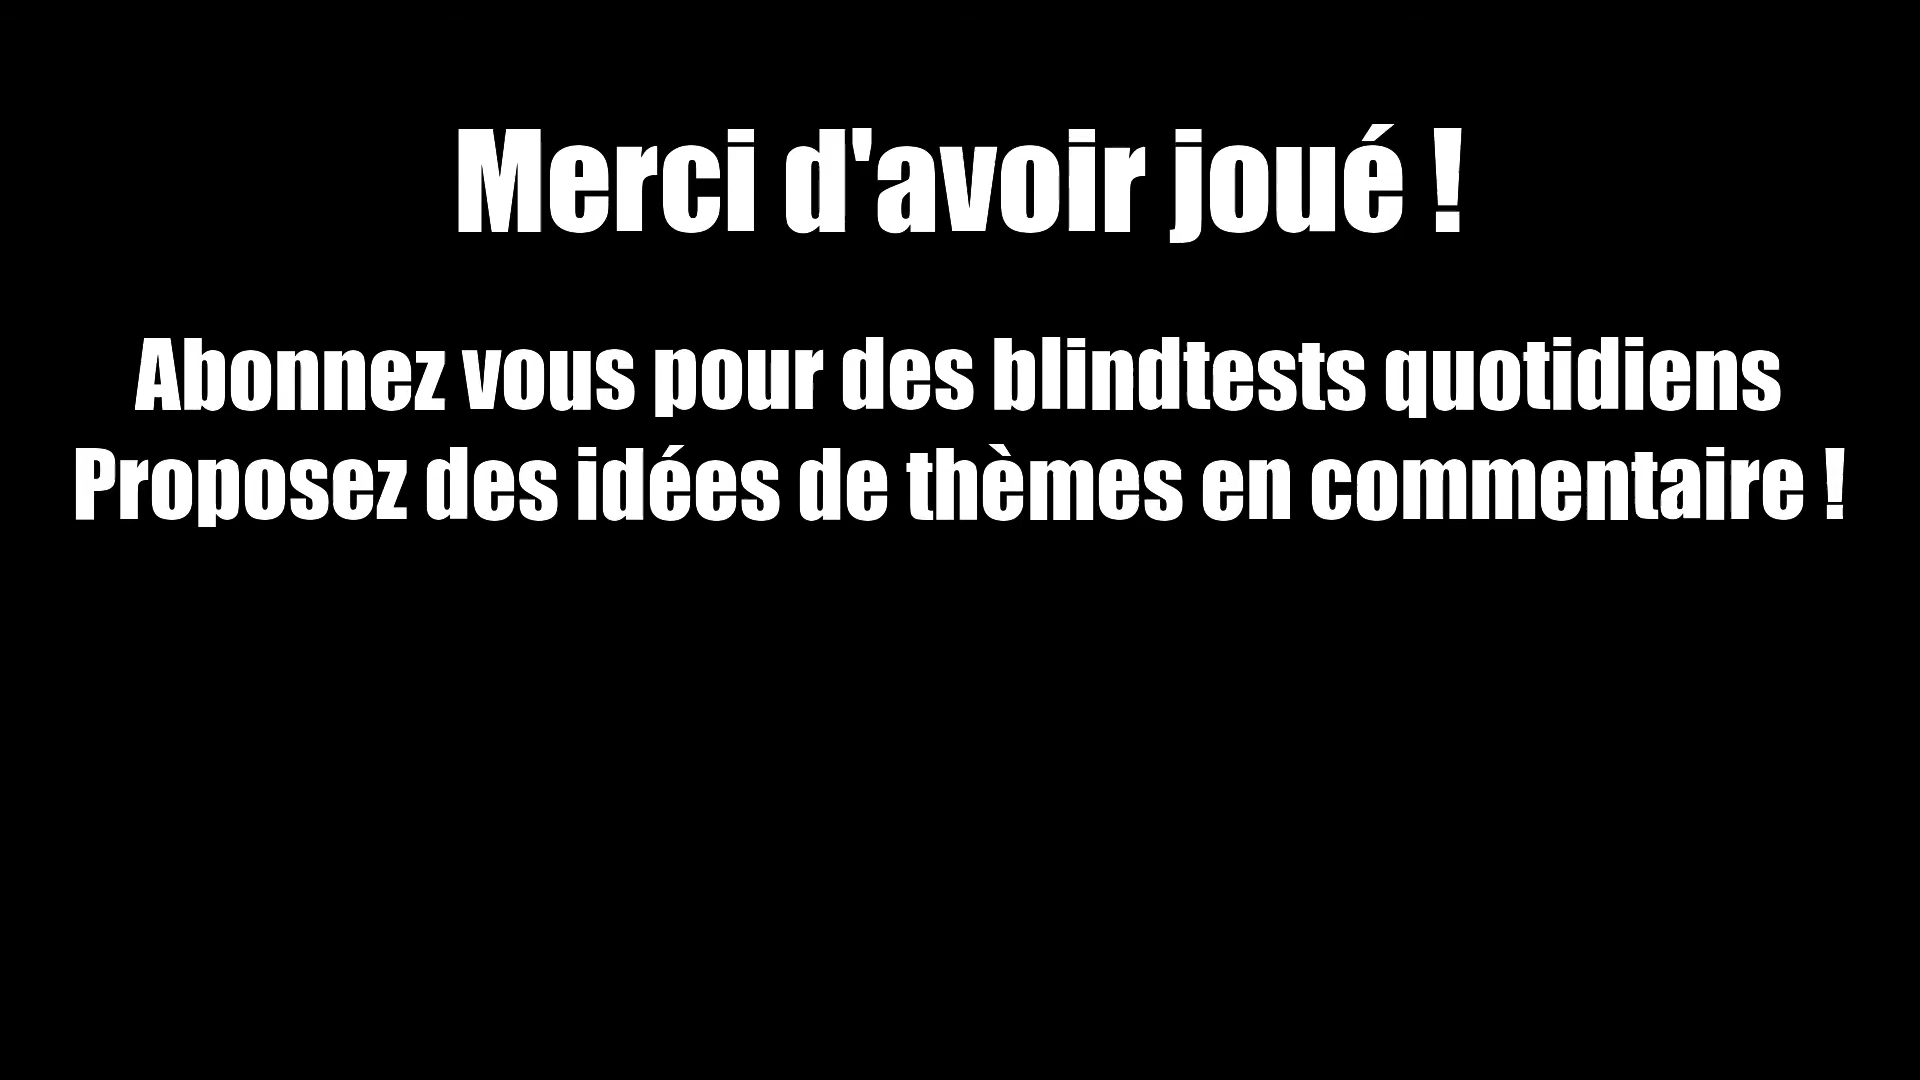 Merci d'avoir joué !
Abonnez vous pour des blindtests quotidiens
Proposez des idées de thèmes en commentaire !